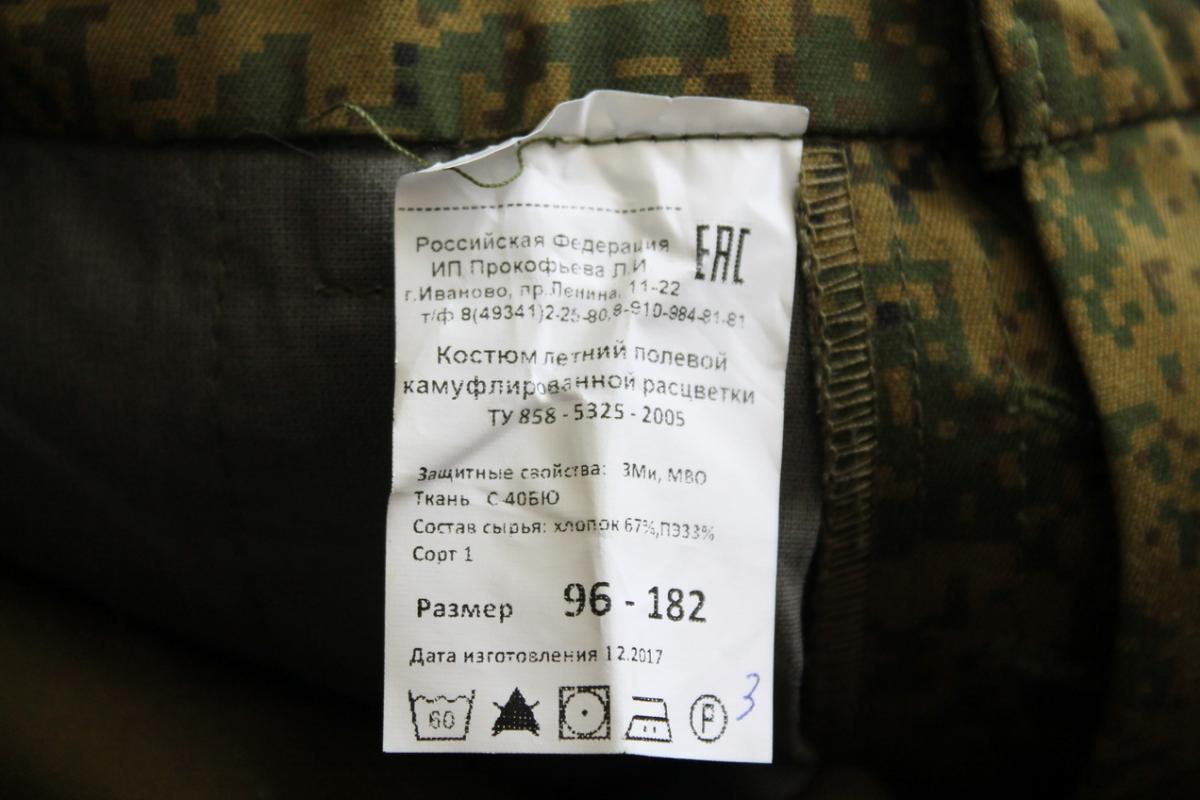 Российская Федерация
EAC
ИП Прокофьева Л.И
г.Иваново, пр.Ленина, 11-22
т/ф 8(49341)2-25-80,8-910-984-81-81
Костюм летний полевой
камуфлированной расцветки
ТУ 858 - 5325 - 2005
Защитные свойства: ЗМи, МВО
Ткань С-40БЮ
Состав сырья: хлопок 67%,ПЭ33%
Сорт 1
Размер 96 - 182
Дата изготовления 12.2017
60
P
3